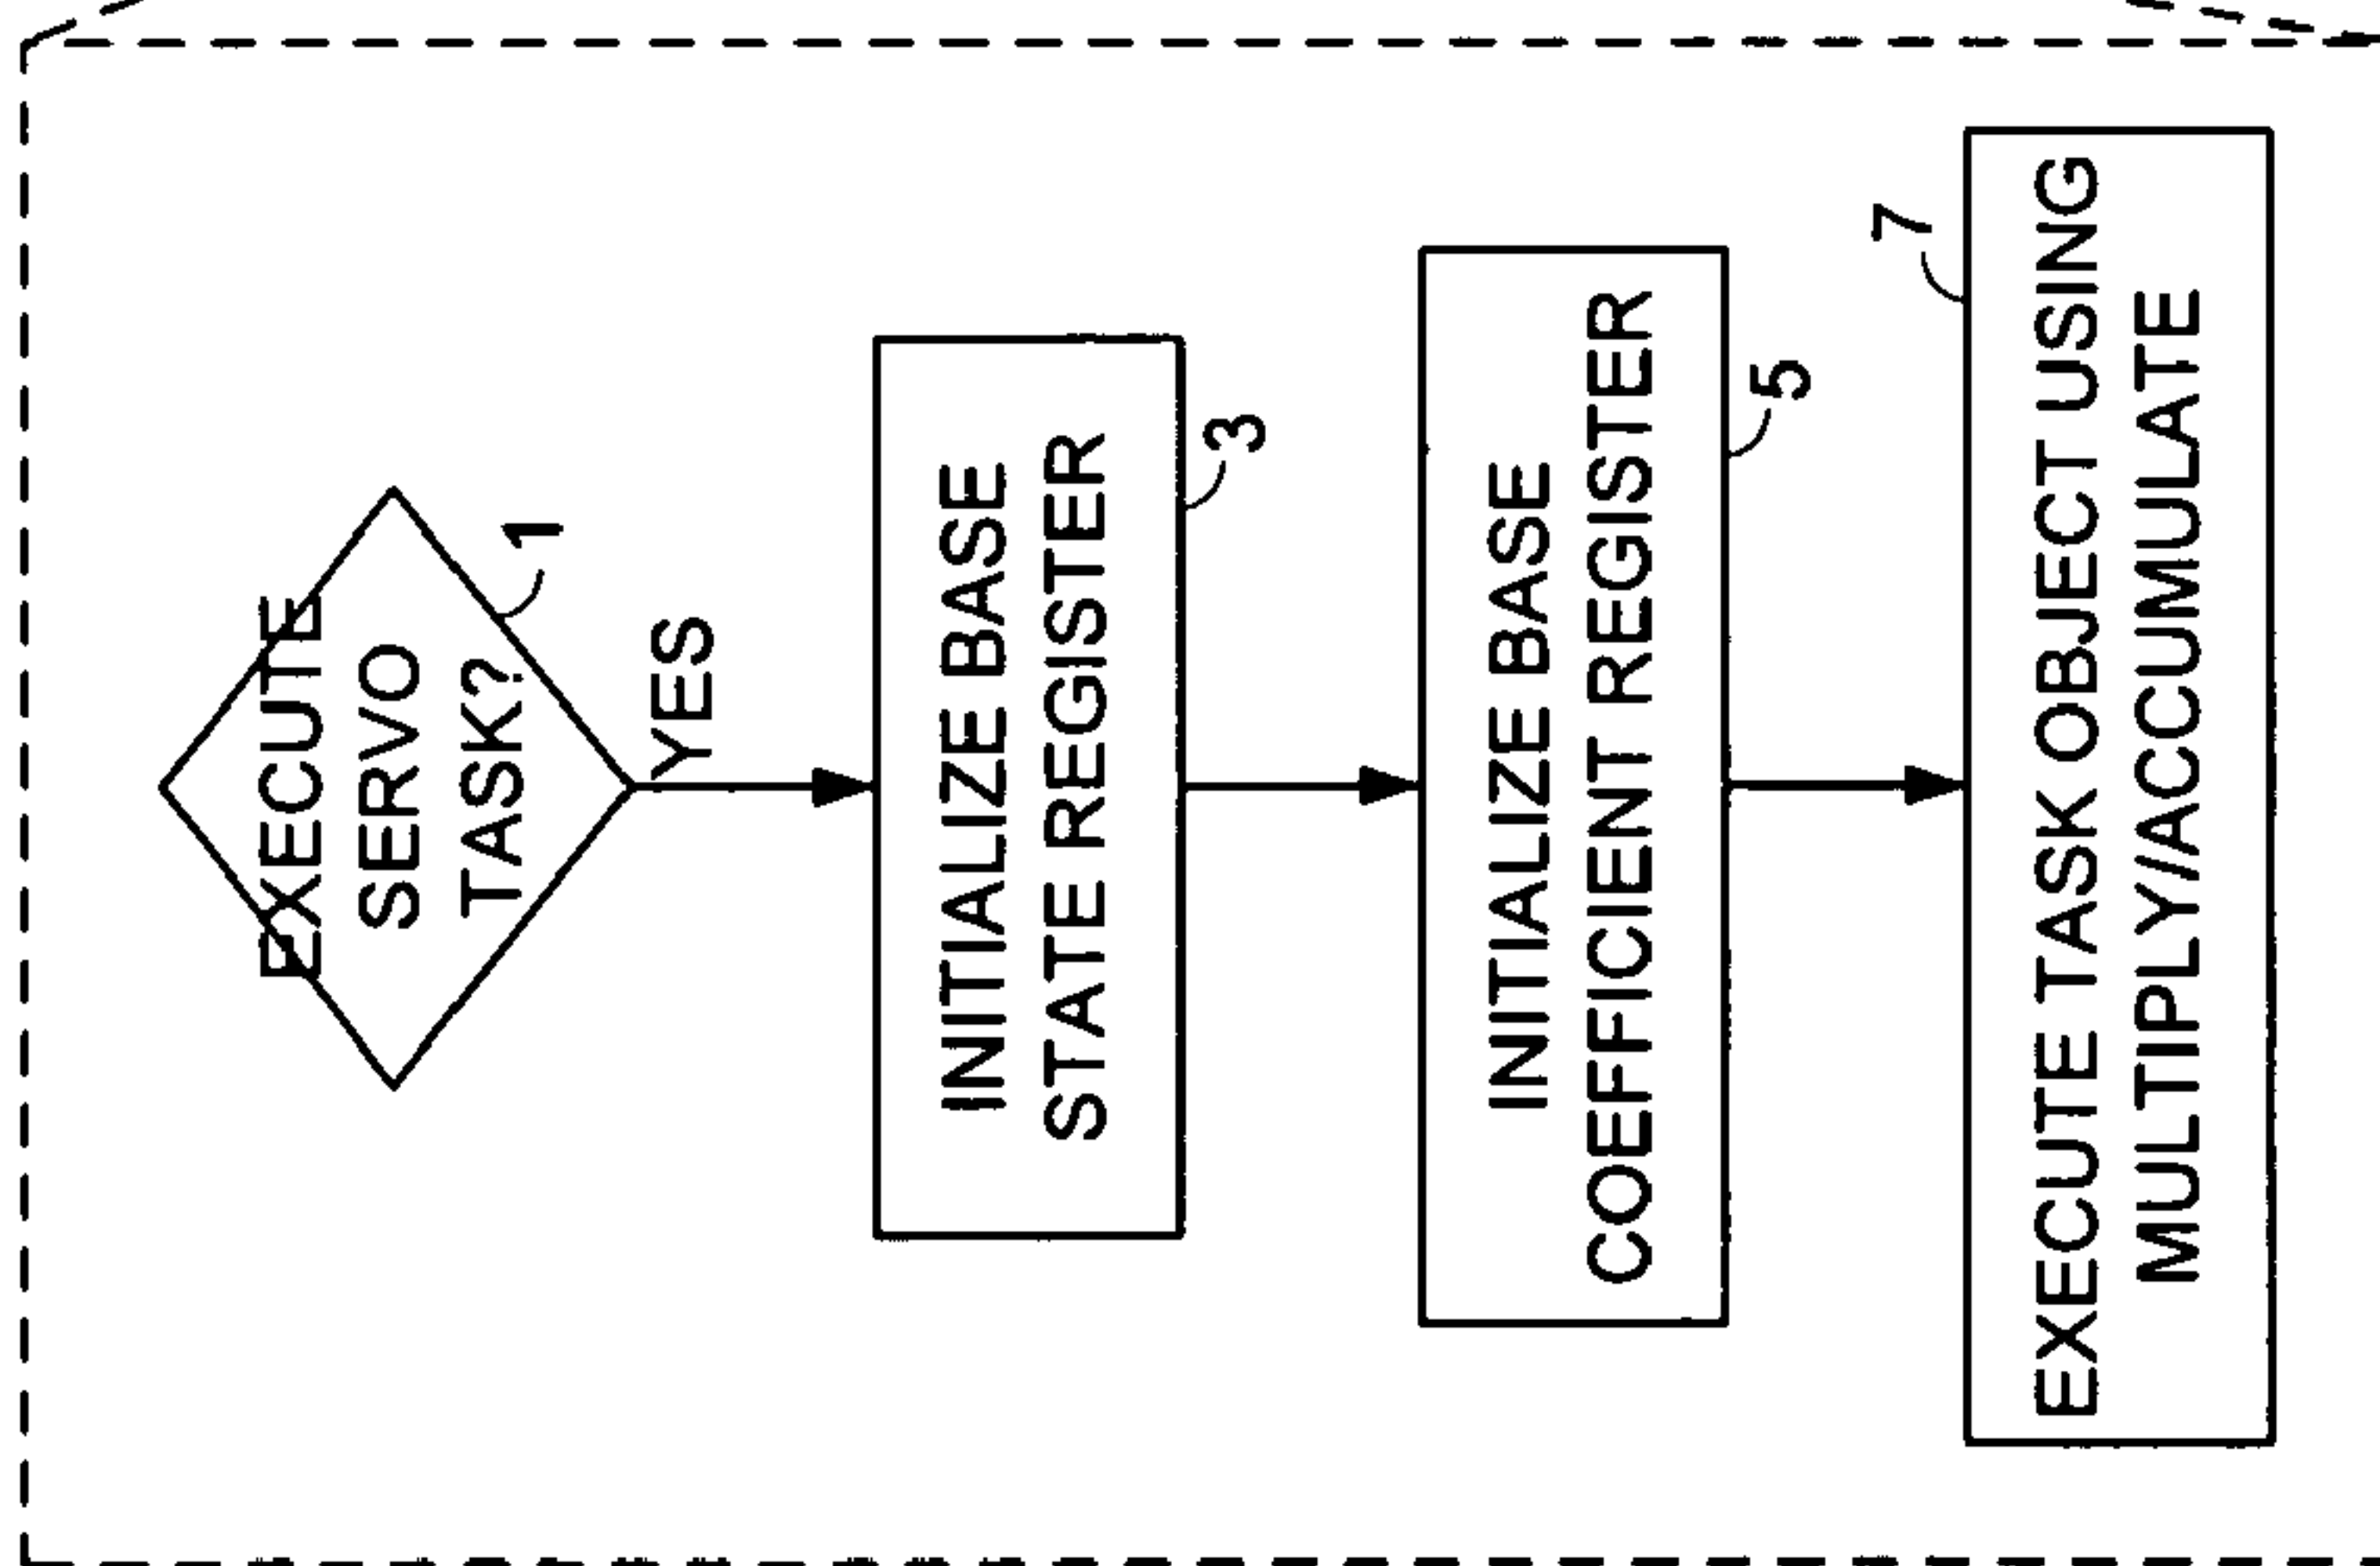 EXECUTE
SERVO
TASK?
1
YES
INITIALIZE BASE
STATE REGISTER
3
INITIALIZE BASE
COEFFICIENT REGISTER
5
7
EXECUTE TASK OBJECT USING
MULTIPLY/ACCUMULATE